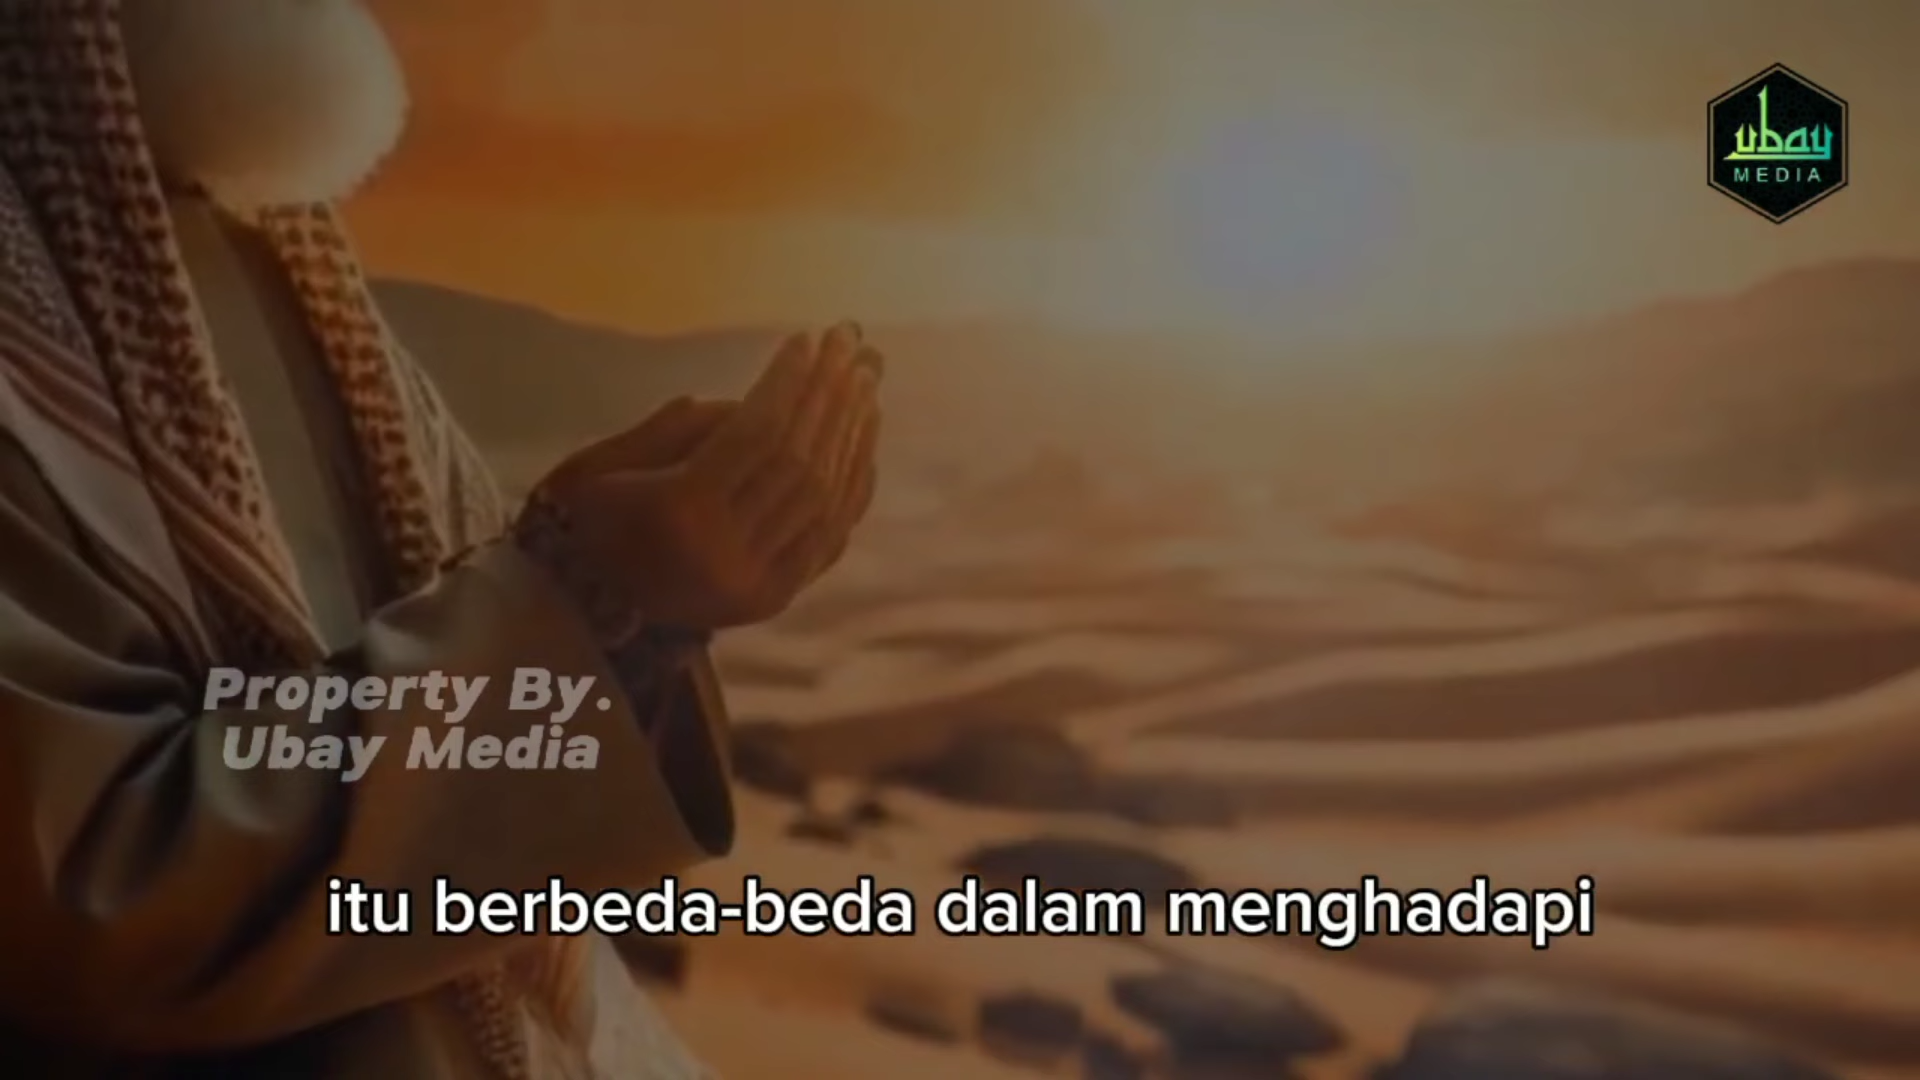 ubay
MEDIA
Property By.
Ubay Media
itu berbeda-beda dalam menghadapi